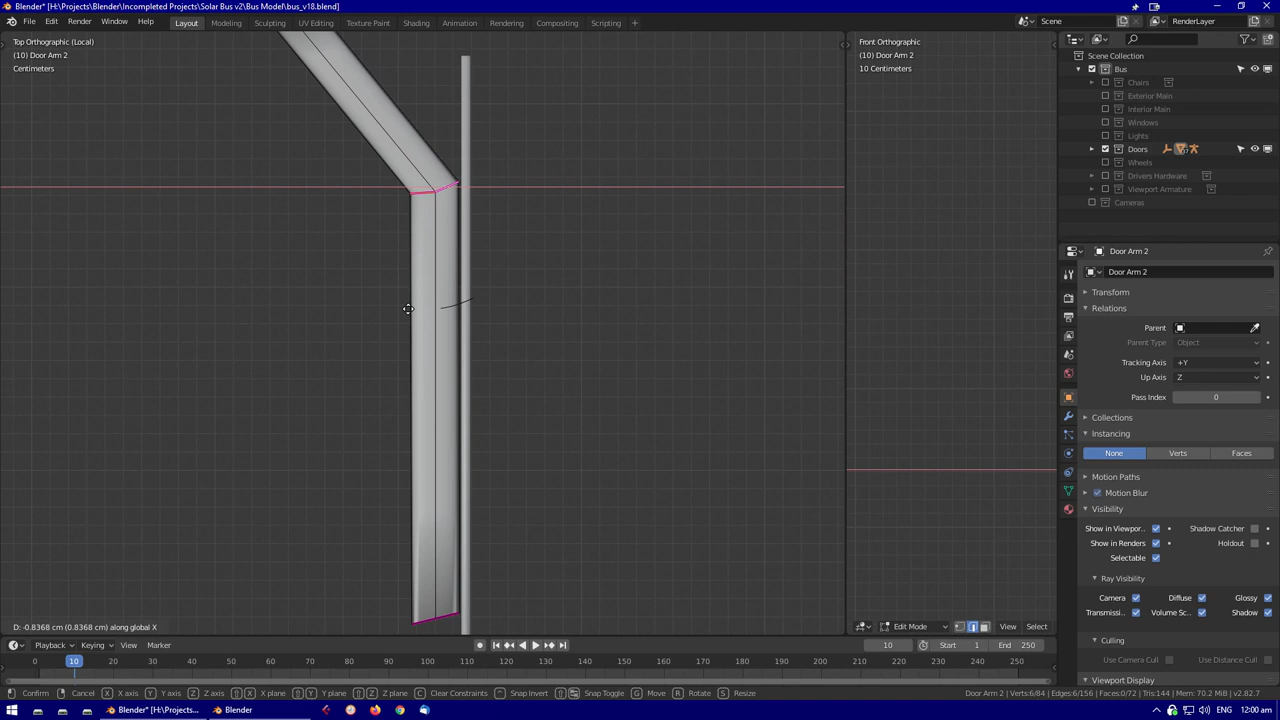 Blender* [H:\Projects\Blender\Incompleted Projects\Solar Bus v2\Bus Model\bus_v18.blend]
File Edit Render Window Help Layout Modeling Sculpting UV Editing Texture Paint Shading Animation Rendering Compositing Scripting + Scene RenderLayer
Top Orthographic (Local)
(10) Door Arm 2
Centimeters
Front Orthographic
(10) Door Arm 2
10 Centimeters
Scene Collection
Bus
Chairs
Exterior Main
Interior Main
Windows
Lights
Doors
Wheels
Drivers Hardware
Viewport Armature
Cameras
Door Arm 2
Door Arm 2
Transform
Relations
Parent
Parent Type Object
Tracking Axis +Y
Up Axis Z
Pass Index 0
Collections
Instancing
None Verts Faces
Motion Paths
Motion Blur
Visibility
Show in Viewpor.. Shadow Catcher
Show in Renders Holdout
Selectable
Ray Visibility
Camera Diffuse Glossy
Transmissi.. Volume Sc.. Shadow
Culling
Use Camera Cull Use Distance Cull
Viewport Display
D: -0.8368 cm (0.8368 cm) along global X
Edit Mode View Select
Playback Keying View Marker 10 Start 1 End 250
0 10 20 30 40 50 60 70 80 90 100 110 120 130 140 150 160 170 180 190 200 210 220 230 240 250
Confirm Cancel X X axis Y Y axis Z Z axis X X plane Y Y plane Z Z plane C Clear Constraints Snap Invert Snap Toggle G Move R Rotate S Resize Door Arm 2 | Verts:6/84 | Edges:6/156 | Faces:0/72 | Tris:144 | Mem: 70.2 MiB | v2.82.7
Blender* [H:\Projects... Blender ENG 12:00 am